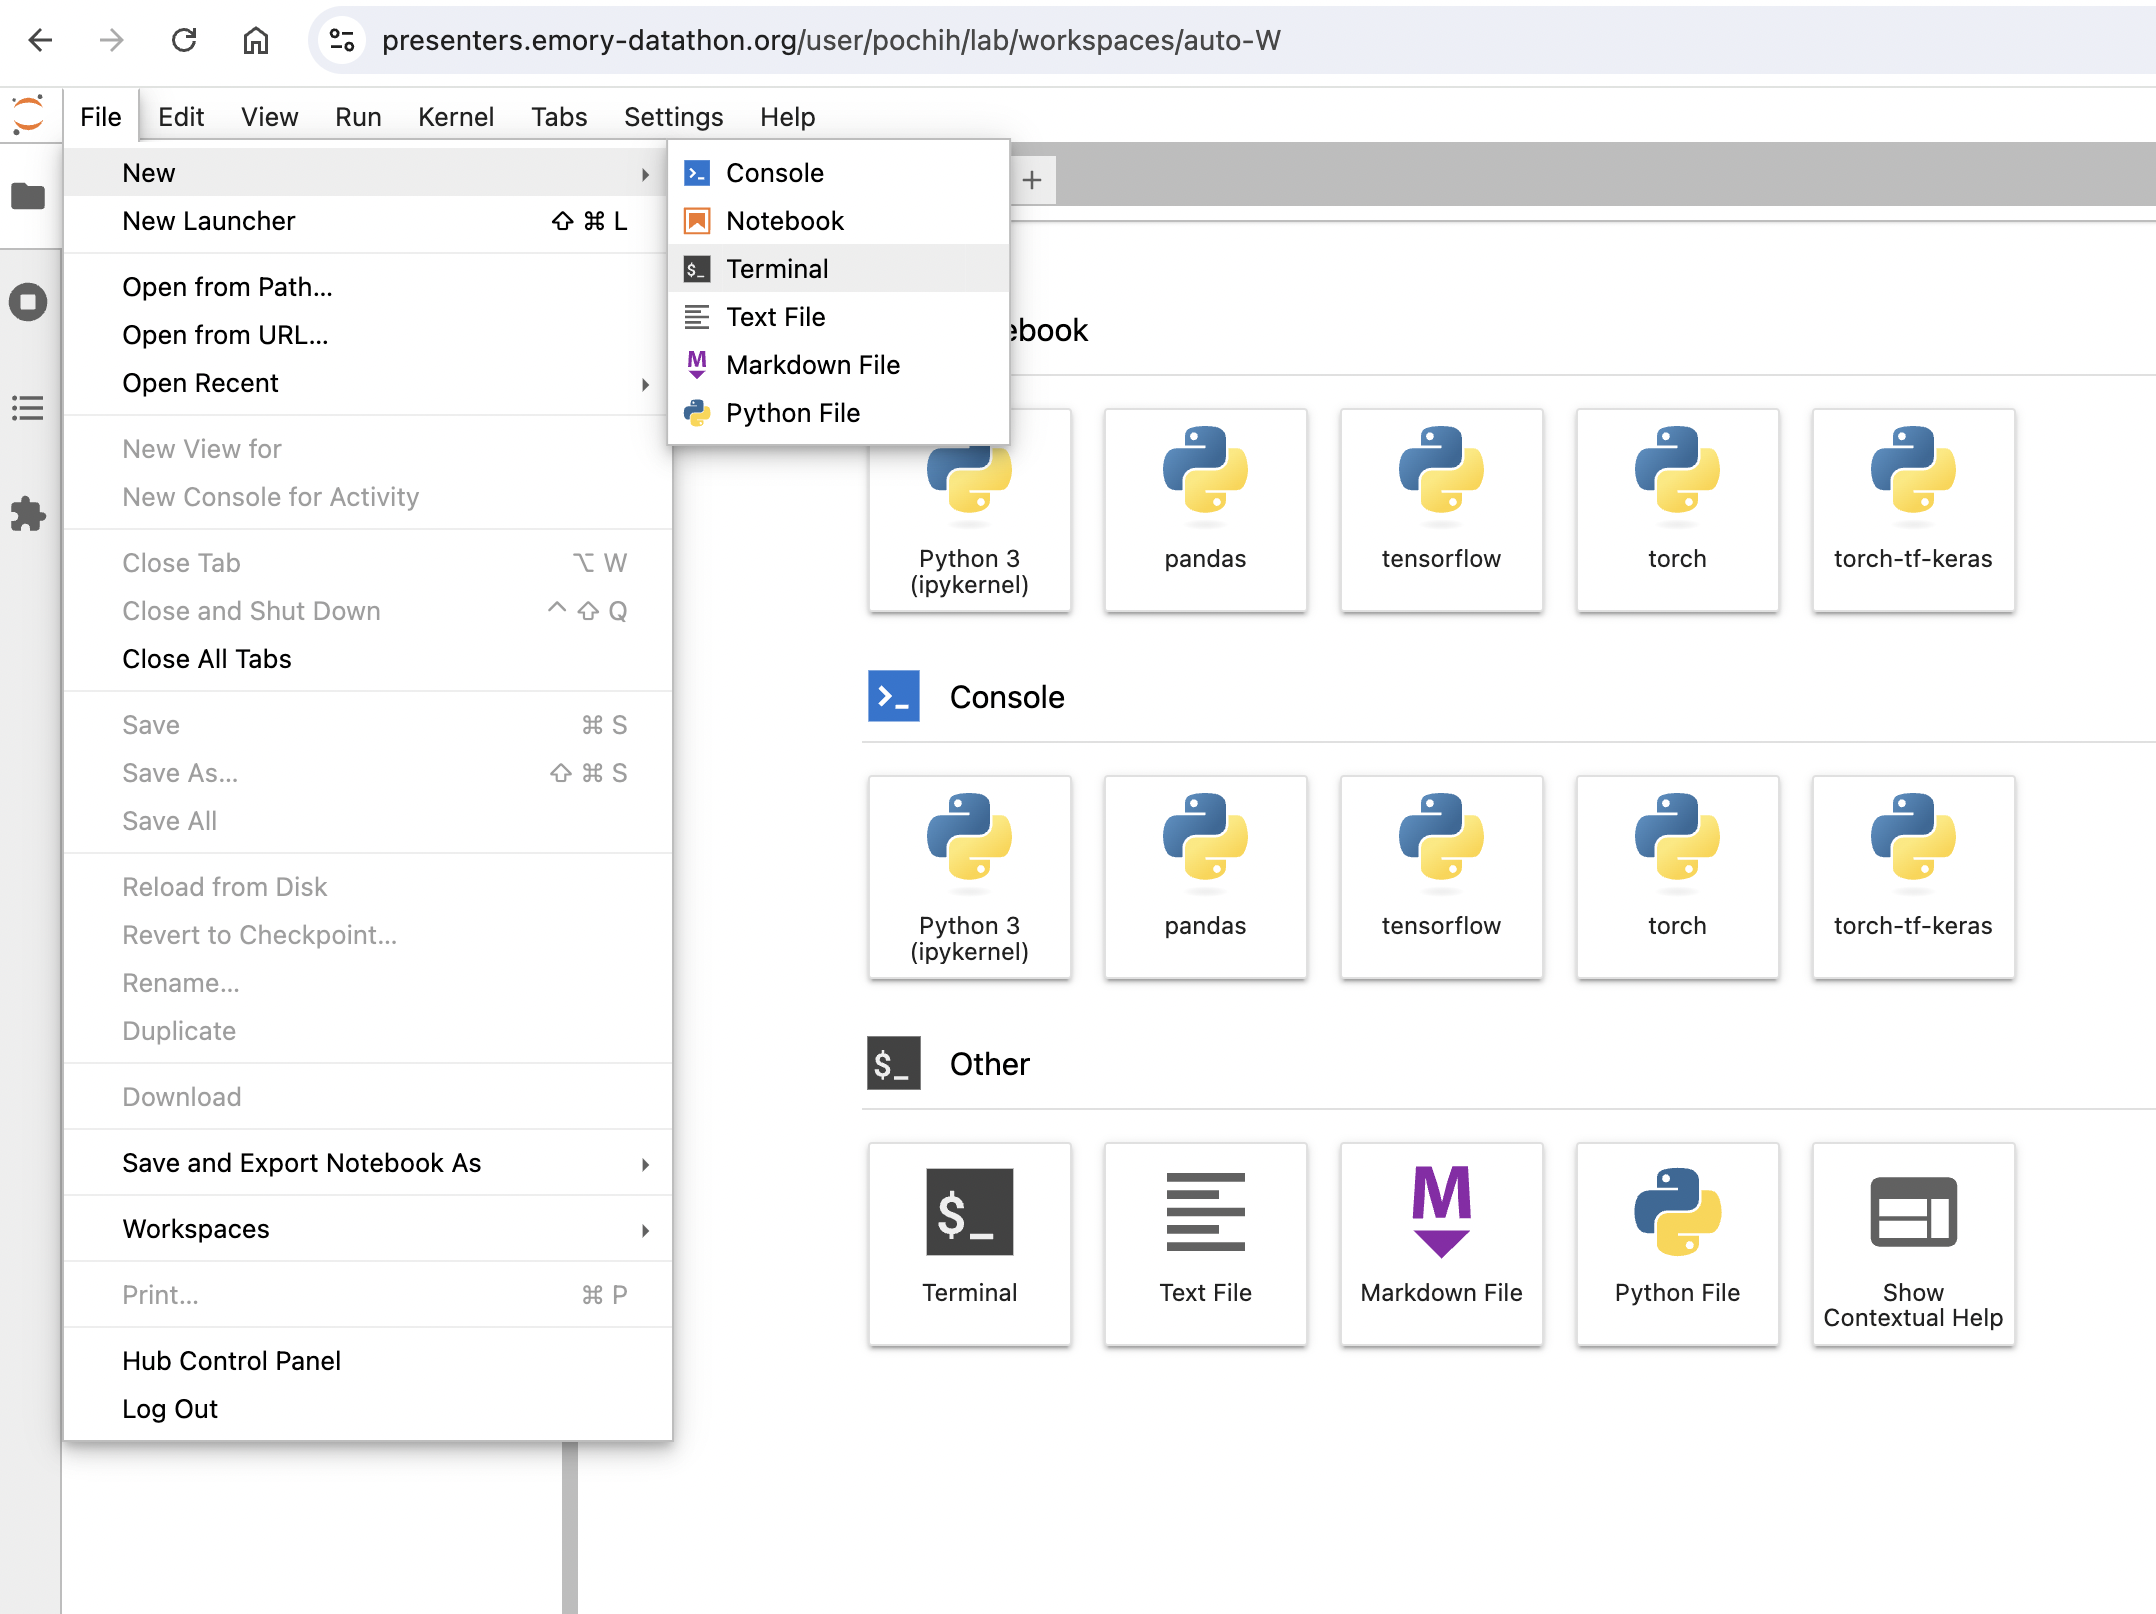 presenters.emory-datathon.org/user/pochih/lab/workspaces/auto-W
File Edit View Run Kernel Tabs Settings Help
New
New Launcher ⇧ ⌘ L
Open from Path...
Open from URL...
Open Recent
New View for
New Console for Activity
Close Tab ⌥ W
Close and Shut Down ^ ⇧ Q
Close All Tabs
Save ⌘ S
Save As... ⇧ ⌘ S
Save All
Reload from Disk
Revert to Checkpoint...
Rename...
Duplicate
Download
Save and Export Notebook As
Workspaces
Print... ⌘ P
Hub Control Panel
Log Out
Console
Notebook
$_ Terminal
Text File
M Markdown File
Python File
ebook
Python 3
(ipykernel)
pandas
tensorflow
torch
torch-tf-keras
Console
Python 3
(ipykernel)
pandas
tensorflow
torch
torch-tf-keras
$_ Other
$_
Terminal
Text File
M
Markdown File
Python File
Show
Contextual Help